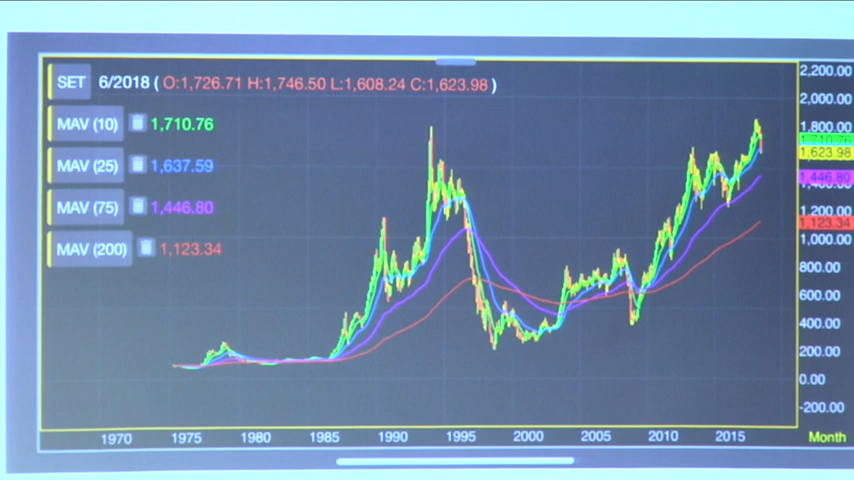 SET 6/2018 ( O:1,726.71 H:1,746.50 L:1,608.24 C:1,623.98 )
MAV (10) 1,710.76
MAV (25) 1,637.59
MAV (75) 1,446.80
MAV (200) 1,123.34
2,200.00
2,000.00
1,800.00
1,623.98
1,446.80
1,200.00
1,123.34
1,000.00
800.00
600.00
400.00
200.00
0.00
-200.00
1970 1975 1980 1985 1990 1995 2000 2005 2010 2015 Month